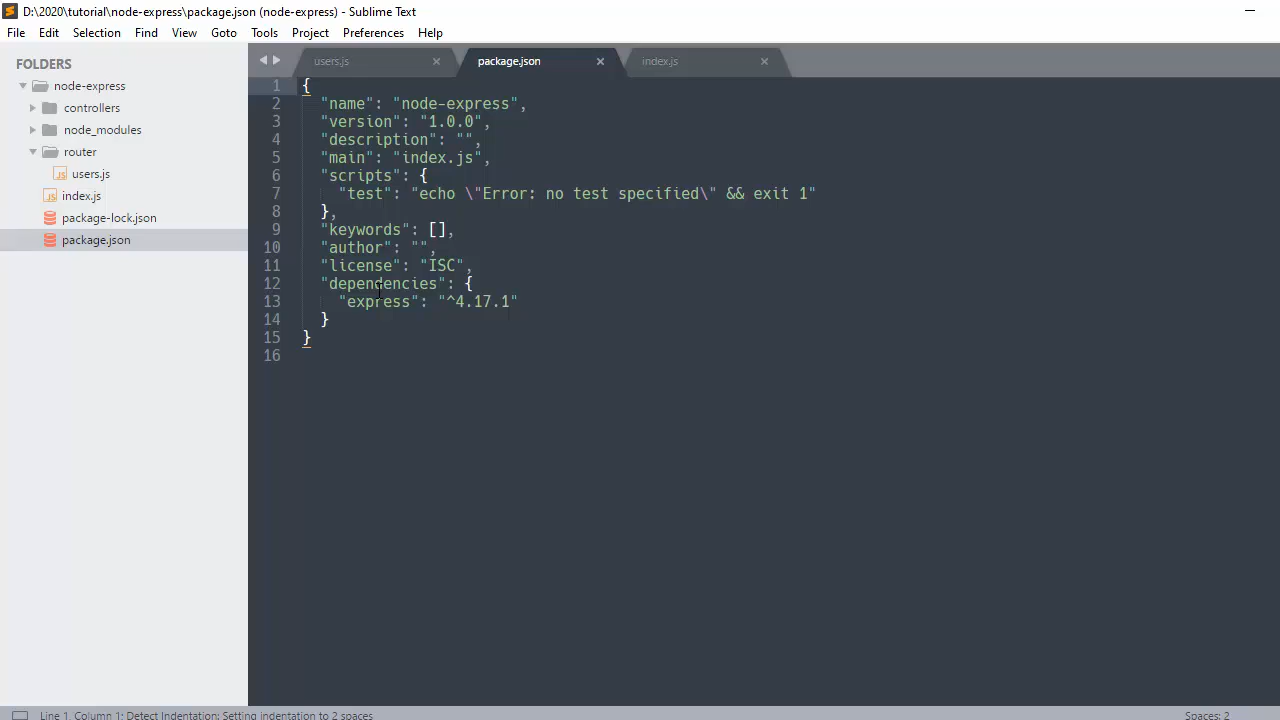 D:\2020\tutorial\node-express\package.json (node-express) - Sublime Text
File Edit Selection Find View Goto Tools Project Preferences Help
FOLDERS
node-express
controllers
node_modules
router
users.js
index.js
package-lock.json
package.json
users.js package.json index.js
1 {
2 "name": "node-express",
3 "version": "1.0.0",
4 "description": "",
5 "main": "index.js",
6 "scripts": {
7 "test": "echo \"Error: no test specified\" && exit 1"
8 },
9 "keywords": [],
10 "author": "",
11 "license": "ISC",
12 "dependencies": {
13 "express": "^4.17.1"
14 }
15 }
16
Line 1, Column 1; Detect Indentation: Setting indentation to 2 spaces
Spaces: 2